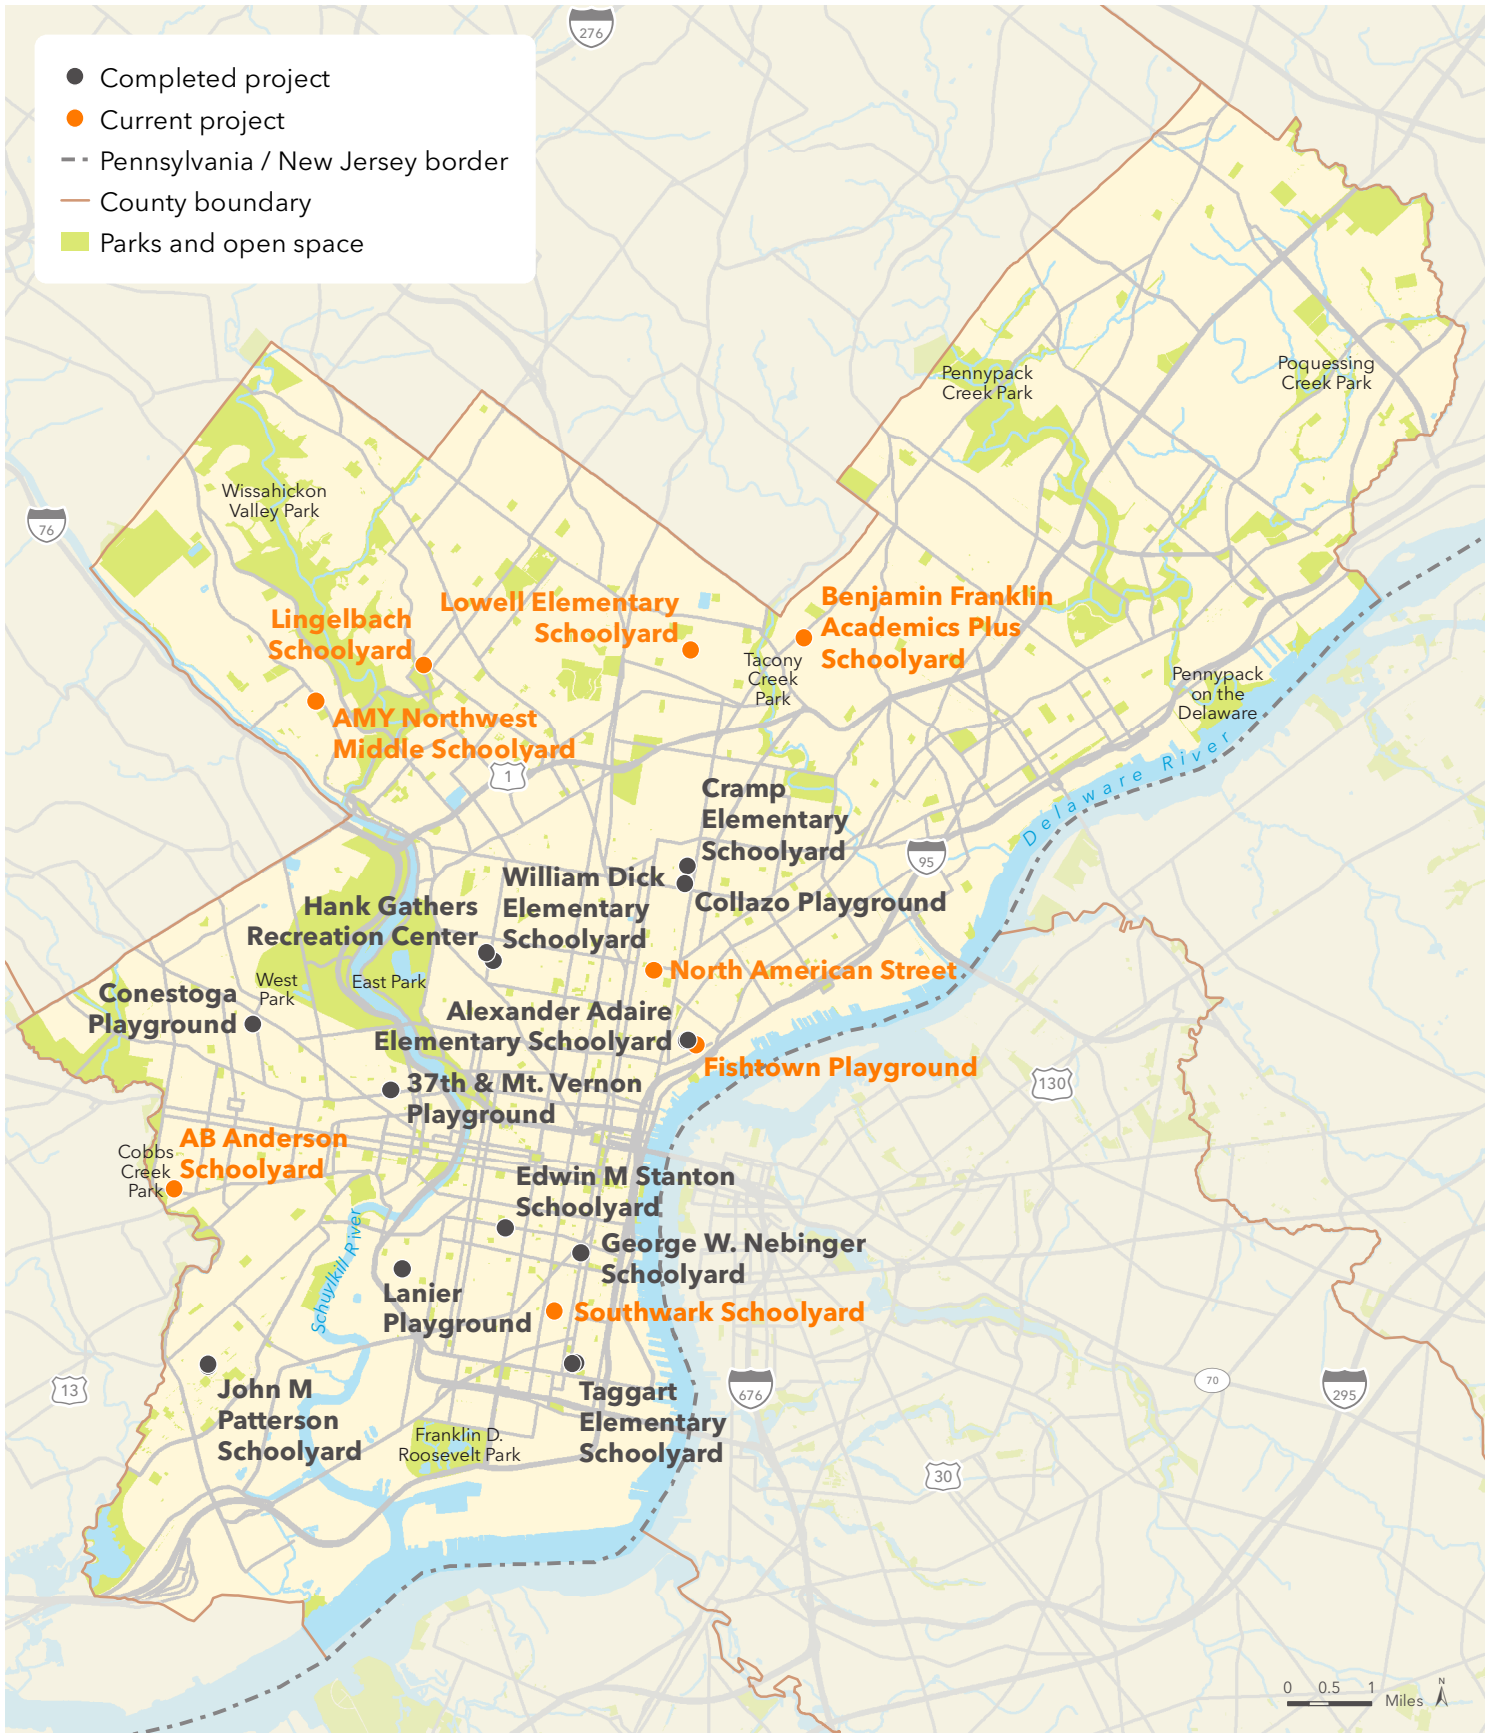 276
Completed project
Current project
Pennsylvania / New Jersey border
County boundary
Parks and open space
Pennypack
Creek Park
Poquessing
Creek Park
Wissahickon
Valley Park
76
Lingelbach
Schoolyard
Lowell Elementary
Schoolyard
Benjamin Franklin
Academics Plus
Schoolyard
Tacony
Creek
Park
Pennypack
on the
Delaware
AMY Northwest
Middle Schoolyard
1
Delaware River
Cramp
Elementary
Schoolyard
95
William Dick
Elementary
Schoolyard
Collazo Playground
Hank Gathers
Recreation Center
North American Street
West
Park
East Park
Conestoga
Playground
Alexander Adaire
Elementary Schoolyard
Fishtown Playground
37th & Mt. Vernon
Playground
130
AB Anderson
Schoolyard
Cobbs
Creek
Park
Edwin M Stanton
Schoolyard
George W. Nebinger
Schoolyard
Schuylkill River
Lanier
Playground
Southwark Schoolyard
13
John M
Patterson
Schoolyard
Taggart
Elementary
Schoolyard
676
70
295
Franklin D.
Roosevelt Park
30
0 0.5 1
Miles
N